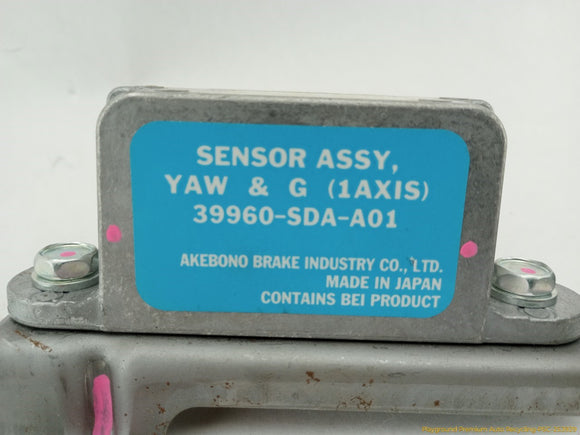 SENSOR ASSY,
YAW & G (1AXIS)
39960-SDA-A01
AKEBONO BRAKE INDUSTRY CO., LTD.
MADE IN JAPAN
CONTAINS BEI PRODUCT